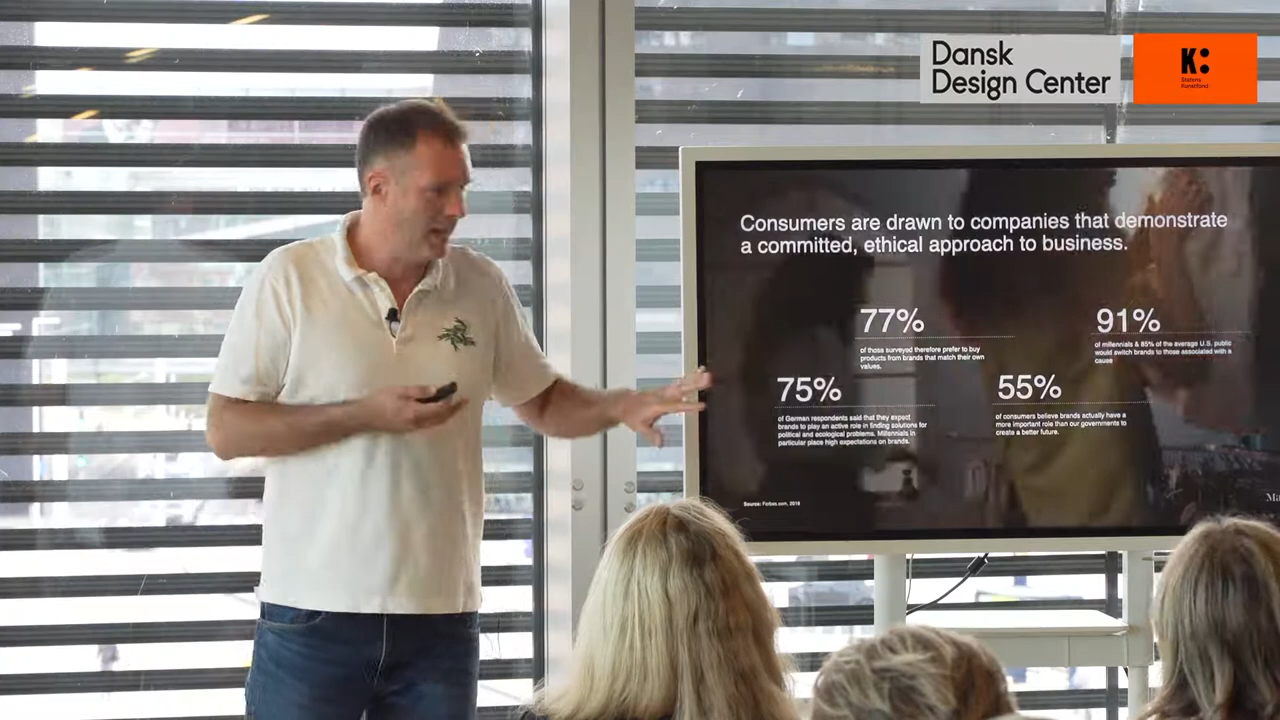 Dansk
Design Center
K:
Statens
Kunstfond
Consumers are drawn to companies that demonstrate
a committed, ethical approach to business.
77%
of those surveyed therefore prefer to buy
products from brands that match their own
values.
91%
of millennials & 85% of the average U.S. public
would switch brands to those associated with a
cause
75%
of German respondents said that they expect
brands to play an active role in finding solutions for
political and ecological problems. Millennials in
particular place high expectations on brands.
55%
of consumers believe brands actually have a
more important role than our governments to
create a better future.
Source: Forbes.com, 2019
Ma